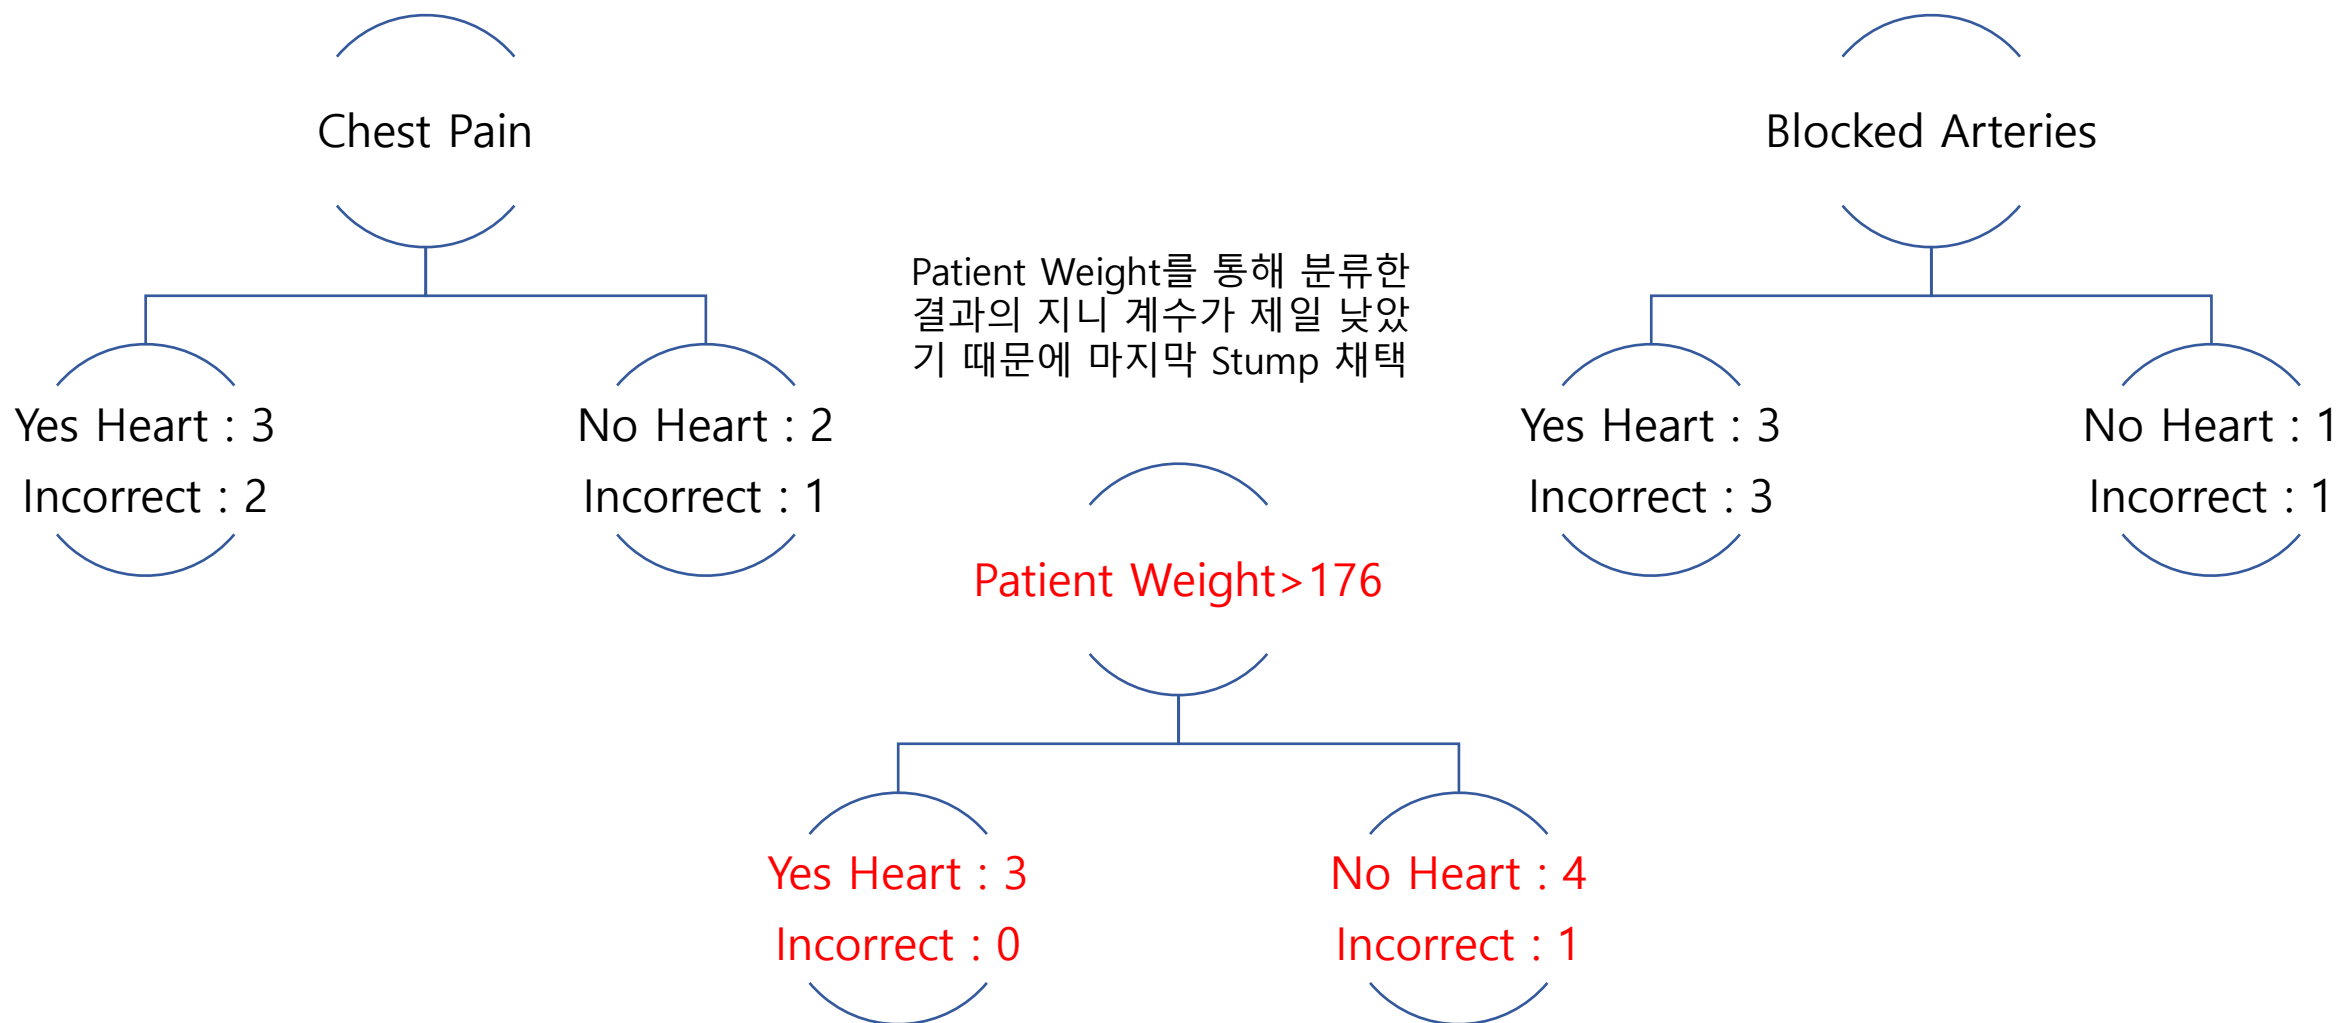 Chest Pain
Yes Heart : 3
Incorrect : 2
No Heart : 2
Incorrect : 1
Patient Weight를 통해 분류한
결과의 지니 계수가 제일 낮았
기 때문에 마지막 Stump 채택
Blocked Arteries
Yes Heart : 3
Incorrect : 3
No Heart : 1
Incorrect : 1
Patient Weight>176
Yes Heart : 3
Incorrect : 0
No Heart : 4
Incorrect : 1